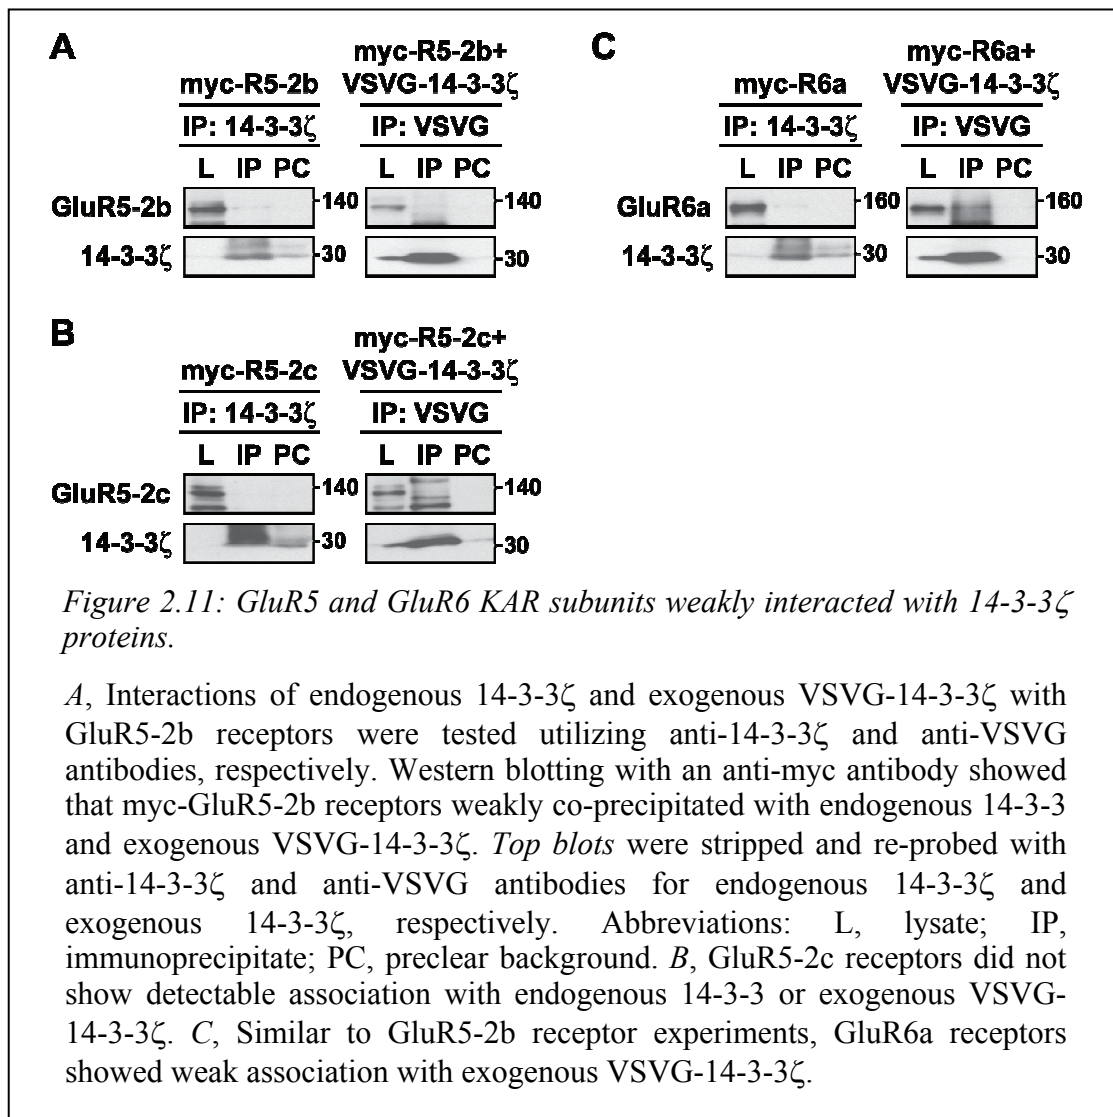 A
myc-R5-2b
myc-R5-2b+
VSVG-14-3-3ζ
IP: 14-3-3ζ
IP: VSVG
L IP PC
L IP PC
GluR5-2b
-140
-140
14-3-3ζ
-30
-30
C
myc-R6a
myc-R6a+
VSVG-14-3-3ζ
IP: 14-3-3ζ
IP: VSVG
L IP PC
L IP PC
GluR6a
-160
-160
14-3-3ζ
-30
-30
B
myc-R5-2c
myc-R5-2c+
VSVG-14-3-3ζ
IP: 14-3-3ζ
IP: VSVG
L IP PC
L IP PC
GluR5-2c
-140
-140
14-3-3ζ
-30
-30
Figure 2.11: GluR5 and GluR6 KAR subunits weakly interacted with 14-3-3ζ
proteins.
A, Interactions of endogenous 14-3-3ζ and exogenous VSVG-14-3-3ζ with
GluR5-2b receptors were tested utilizing anti-14-3-3ζ and anti-VSVG
antibodies, respectively. Western blotting with an anti-myc antibody showed
that myc-GluR5-2b receptors weakly co-precipitated with endogenous 14-3-3
and exogenous VSVG-14-3-3ζ. Top blots were stripped and re-probed with
anti-14-3-3ζ and anti-VSVG antibodies for endogenous 14-3-3ζ and
exogenous 14-3-3ζ, respectively. Abbreviations: L, lysate; IP,
immunoprecipitate; PC, preclear background. B, GluR5-2c receptors did not
show detectable association with endogenous 14-3-3 or exogenous VSVG-
14-3-3ζ. C, Similar to GluR5-2b receptor experiments, GluR6a receptors
showed weak association with exogenous VSVG-14-3-3ζ.